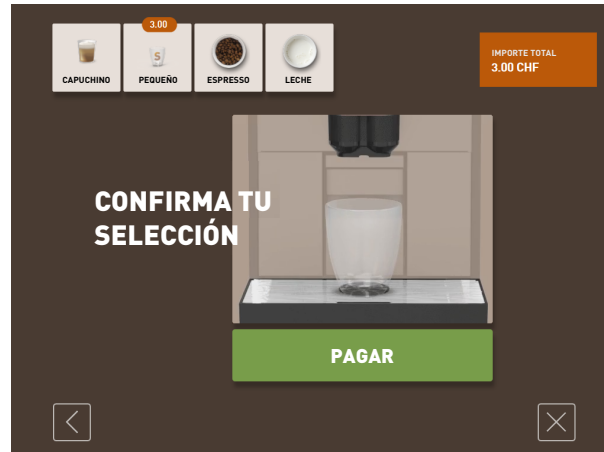 3.00
S
CAPUCHINO
PEQUEÑO
ESPRESSO
LECHE
IMPORTE TOTAL
3.00 CHF
CONFIRMA TU
SELECCIÓN
PAGAR